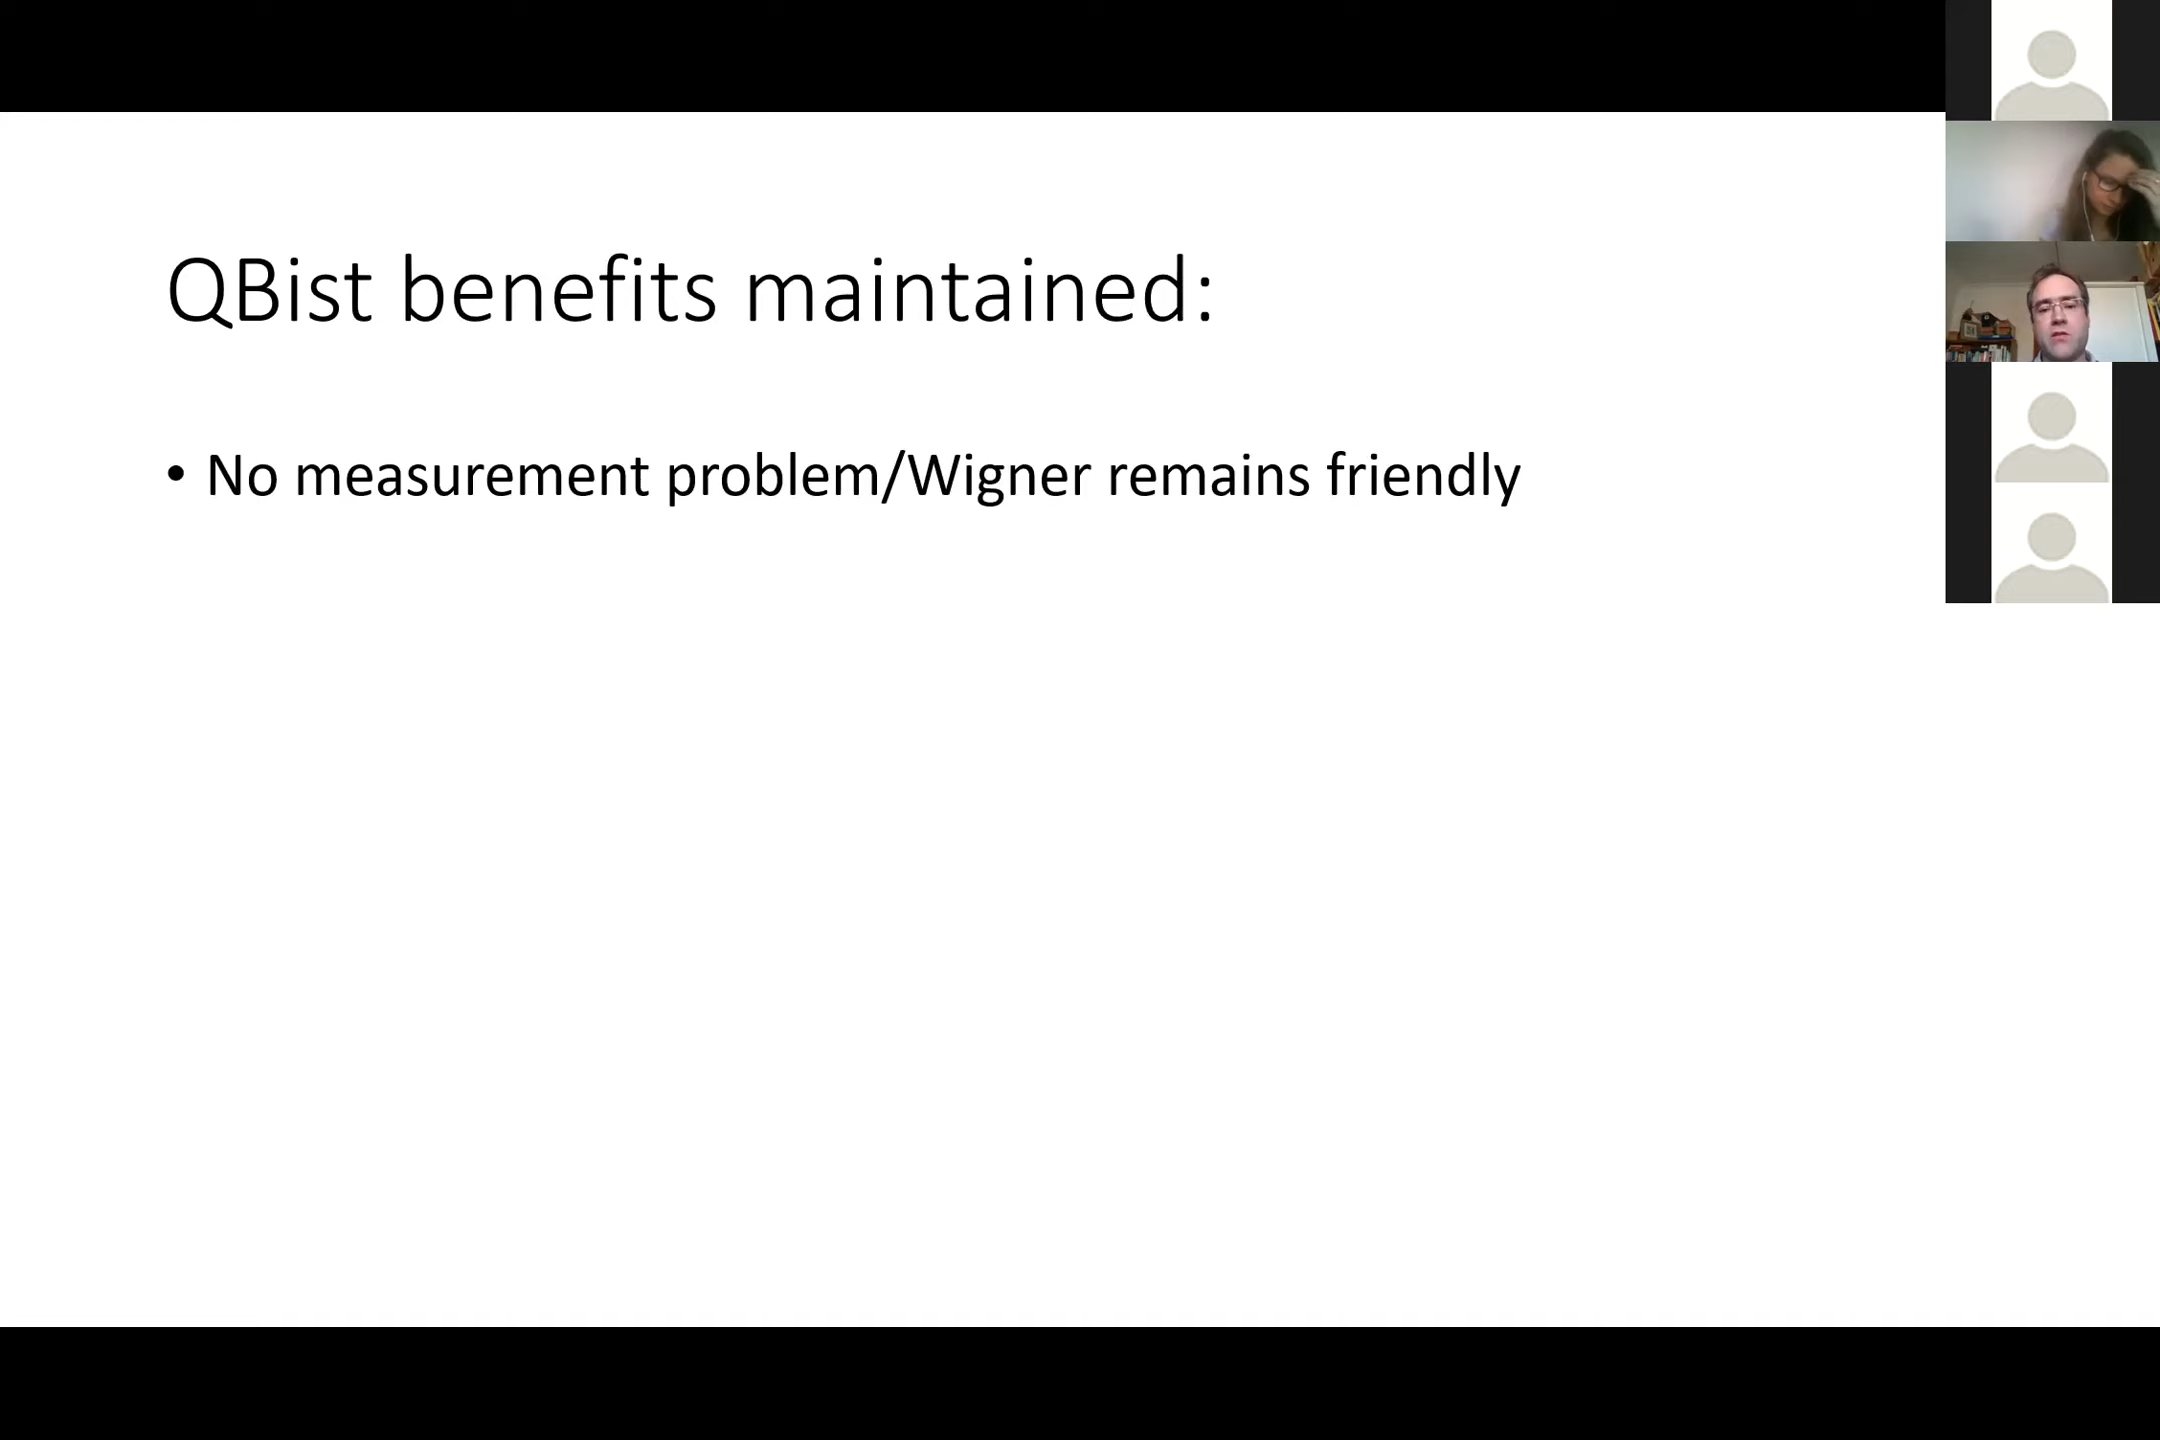 QBist benefits maintained:
• No measurement problem/Wigner remains friendly